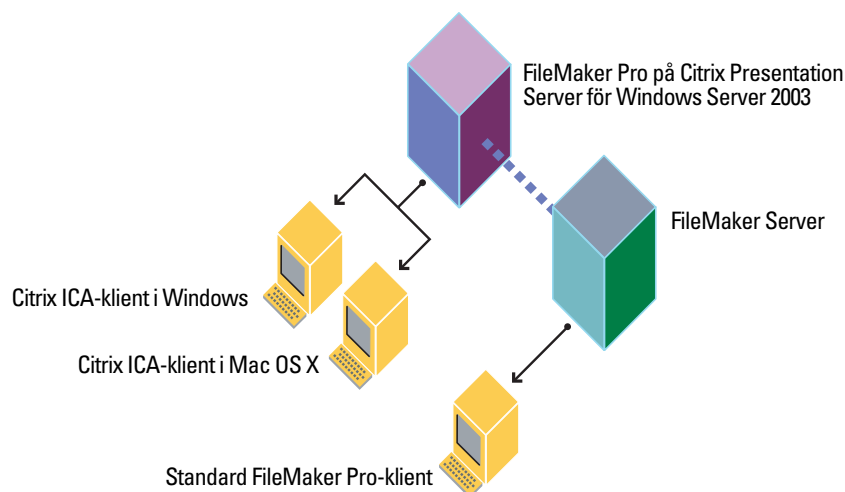 FileMaker Pro på Citrix Presentation
Server för Windows Server 2003
FileMaker Server
Citrix ICA-klient i Windows
Citrix ICA-klient i Mac OS X
Standard FileMaker Pro-klient